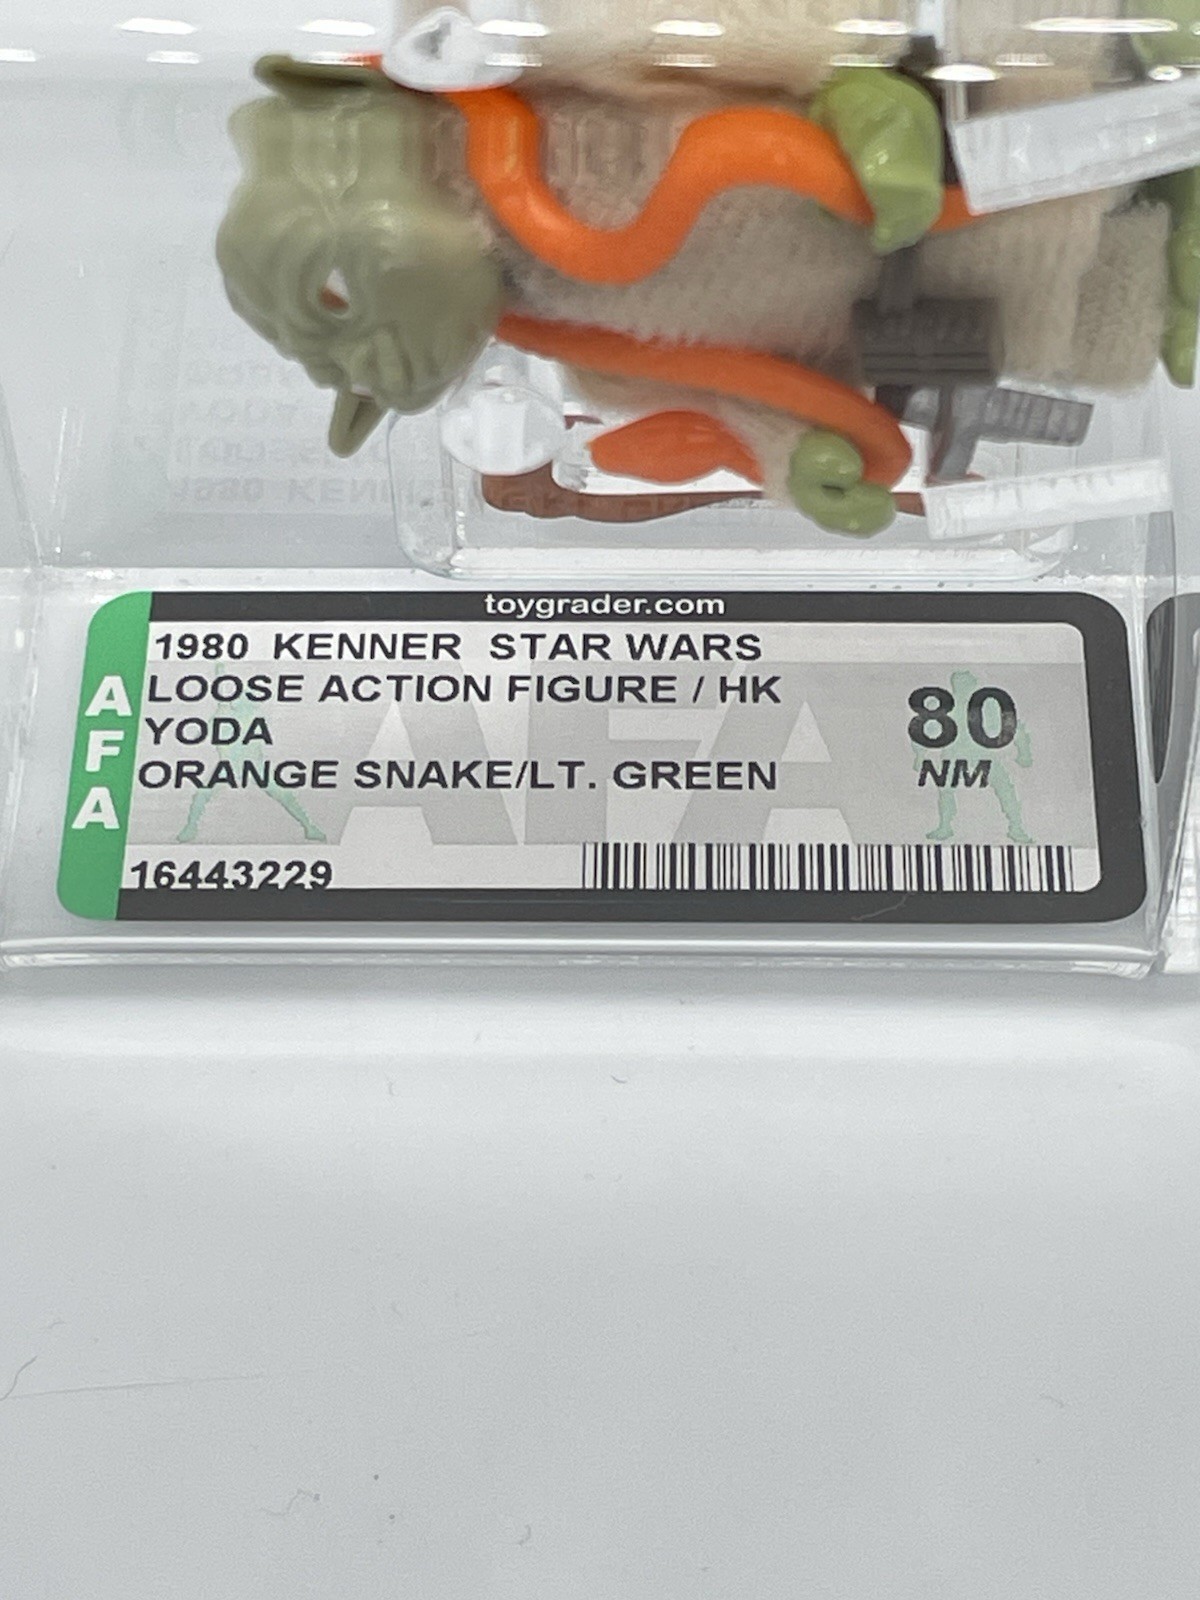 toygrader.com
1980 KENNER STAR WARS
LOOSE ACTION FIGURE / HK
YODA
ORANGE SNAKE/LT. GREEN
80
NM
AFA
16443229